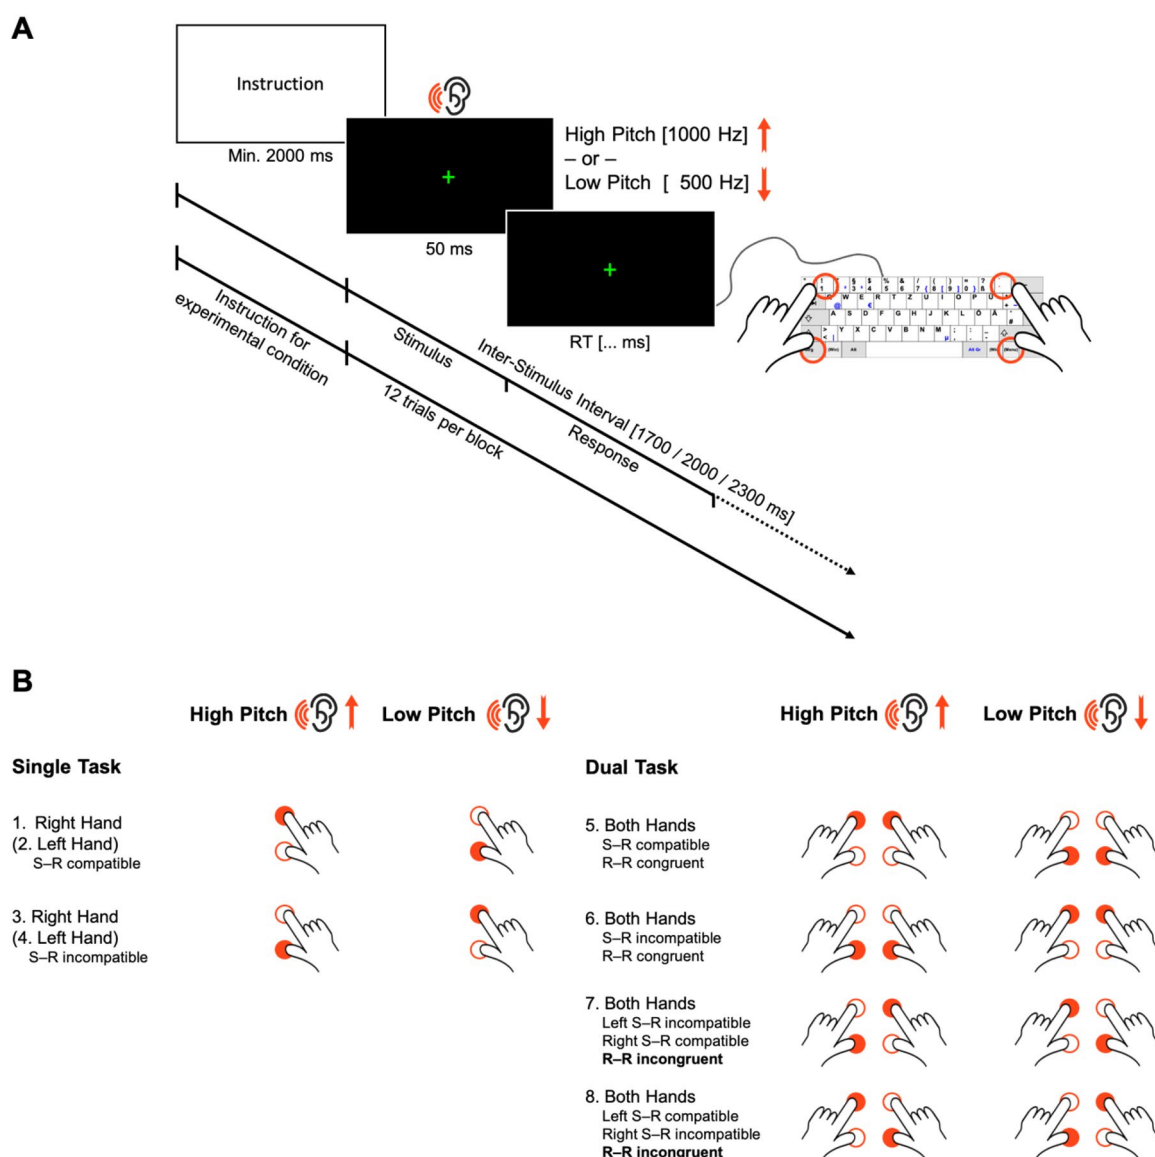 A
Instruction
Min. 2000 ms
High Pitch [1000 Hz]
– or –
Low Pitch [ 500 Hz]
50 ms
RT [... ms]
Instruction for
experimental condition
Stimulus
Inter-Stimulus Interval [1700 / 2000 / 2300 ms]
Response
12 trials per block
W E R T Z U I O P Ü
A S D F G H J K L Ö Ä
Y X C V B N M
Alt
Alt Gr
B
High Pitch
Low Pitch
High Pitch
Low Pitch
Single Task
1. Right Hand
(2. Left Hand)
S–R compatible
3. Right Hand
(4. Left Hand)
S–R incompatible
Dual Task
5. Both Hands
S–R compatible
R–R congruent
6. Both Hands
S–R incompatible
R–R congruent
7. Both Hands
Left S–R incompatible
Right S–R compatible
R–R incongruent
8. Both Hands
Left S–R compatible
Right S–R incompatible
R–R incongruent